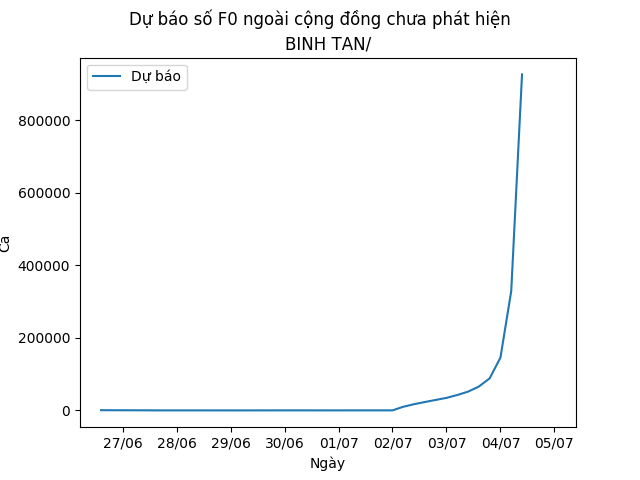 Dự báo số F0 ngoài cộng đồng chưa phát hiện
BINH TAN/
Dự báo
800000
600000
400000
200000
0
Ca
27/06 28/06 29/06 30/06 01/07 02/07 03/07 04/07 05/07
Ngày